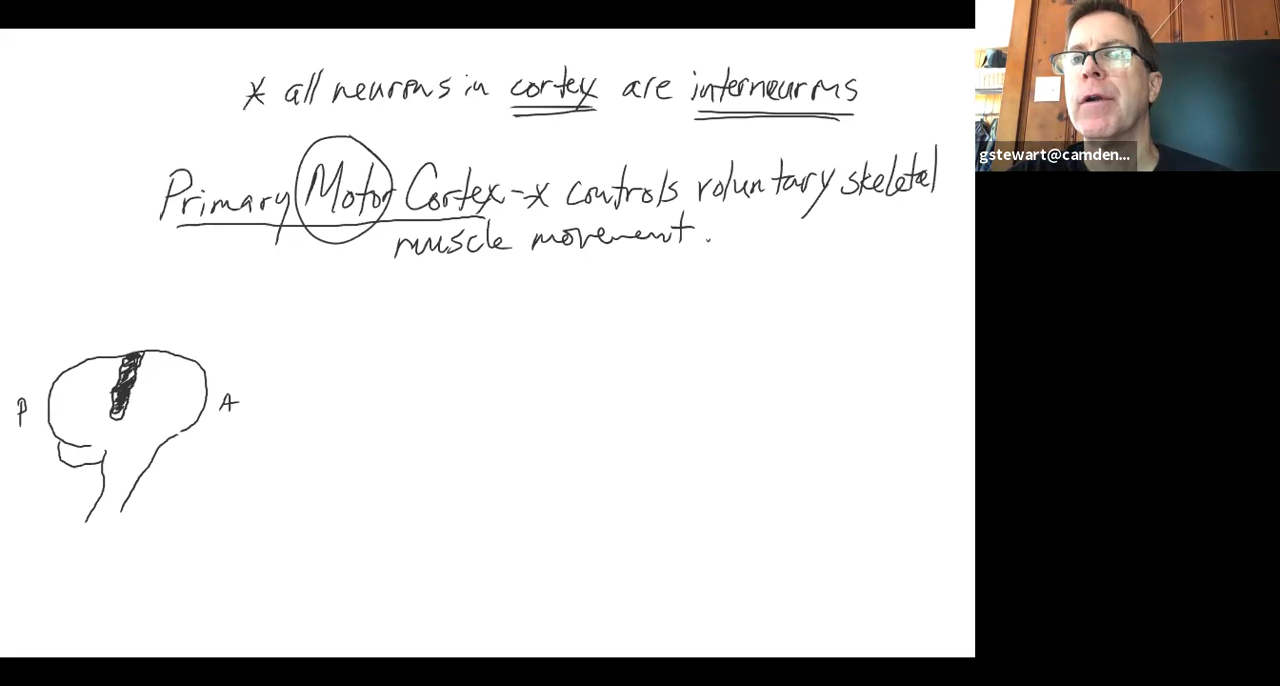 * all neurons in cortex are interneurons
Primary Motor Cortex - * controls voluntary skeletal
muscle movement.
P
A
gstewart@camden...